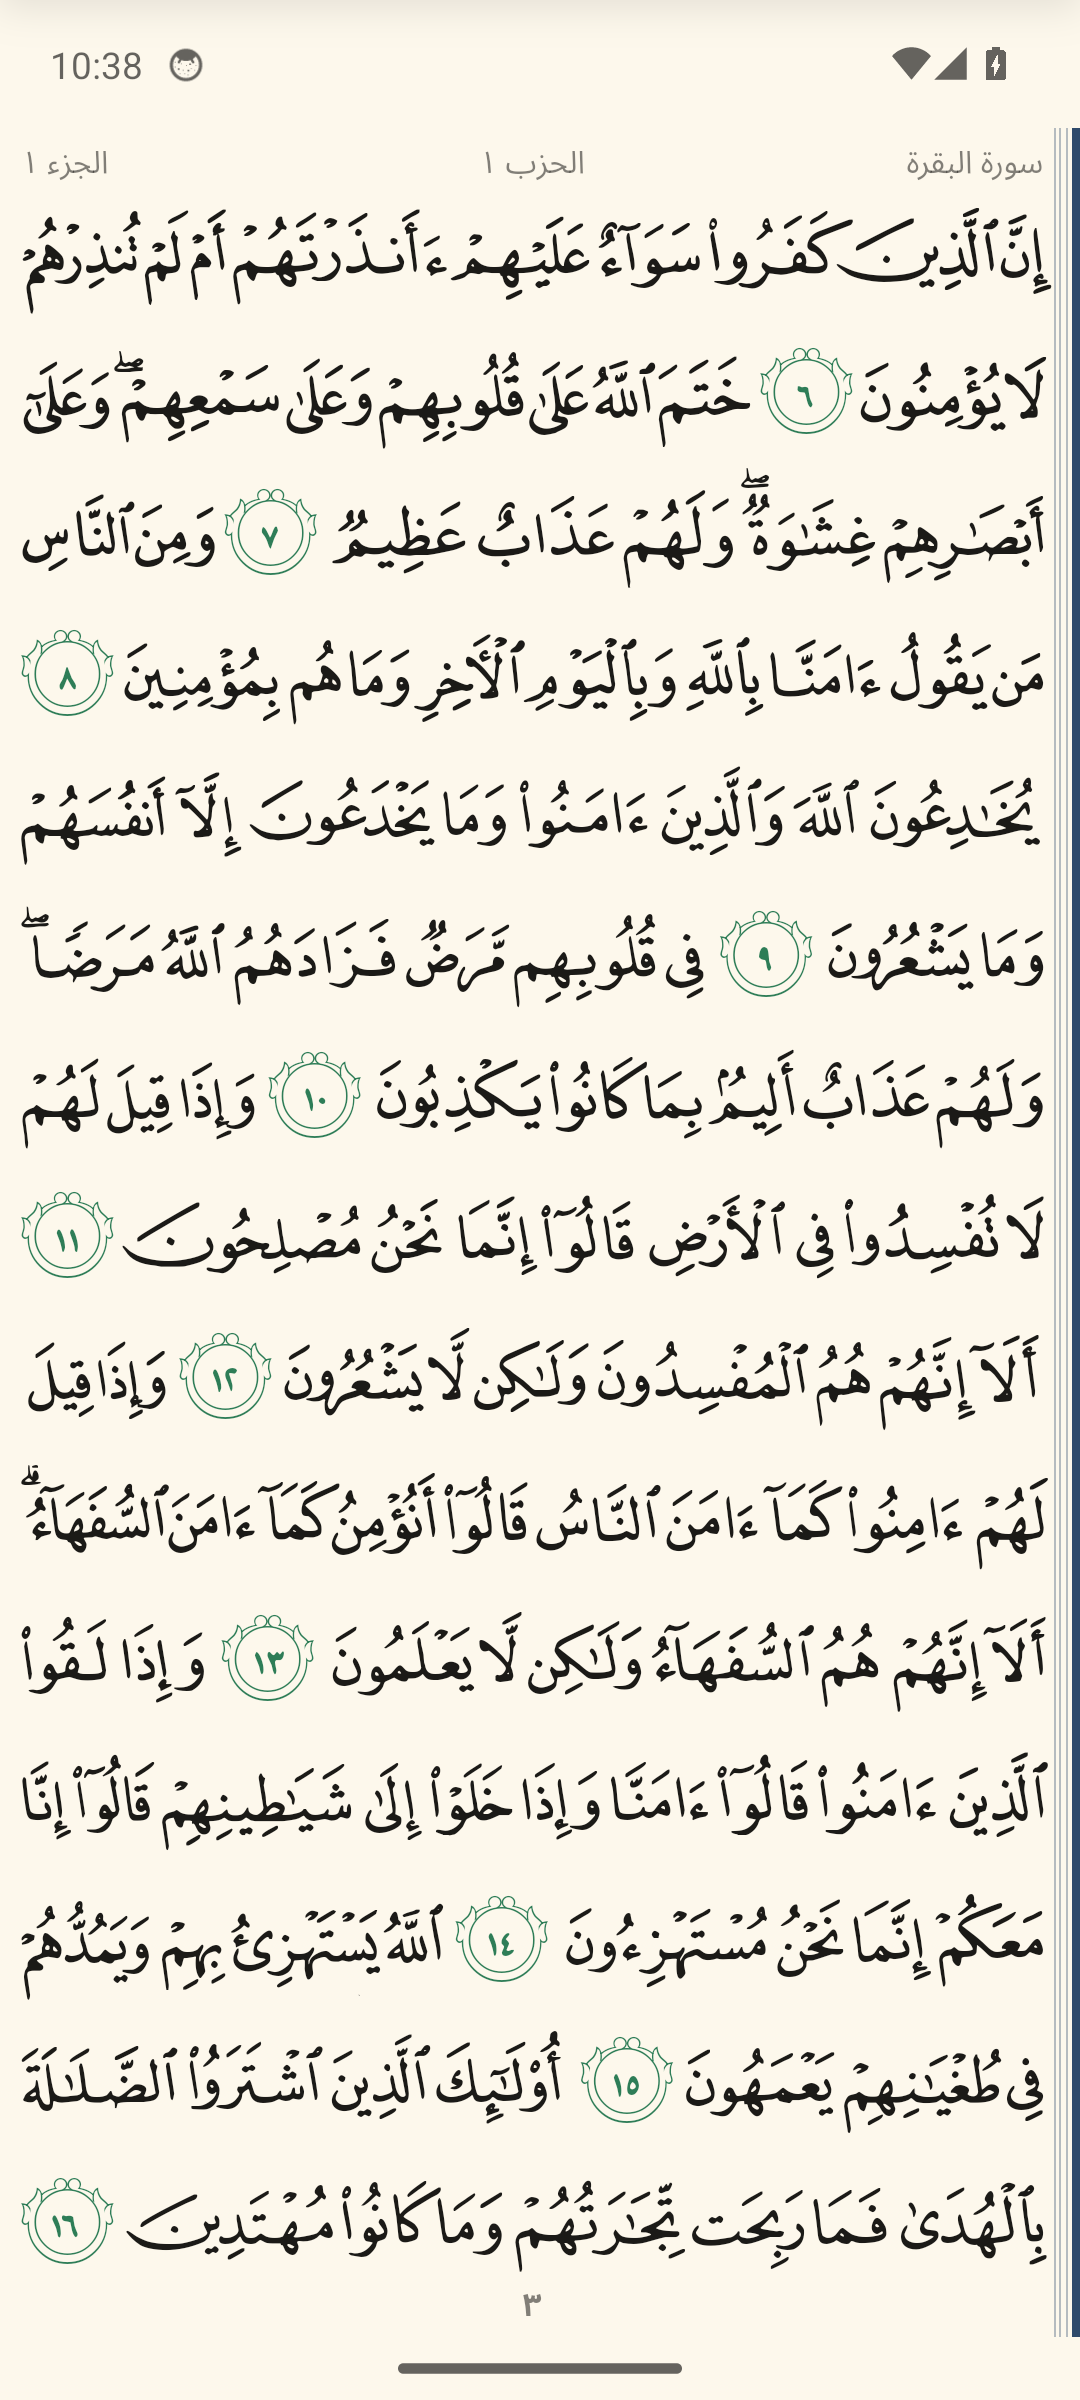 10:38
سورة البقرة الحزب ١ الجزء ١
إِنَّ ٱلَّذِينَ كَفَرُوا۟ سَوَآءٌ عَلَيْهِمْ ءَأَنذَرْتَهُمْ أَمْ لَمْ تُنذِرْهُمْ
لَا يُؤْمِنُونَ ٦ خَتَمَ ٱللَّهُ عَلَىٰ قُلُوبِهِمْ وَعَلَىٰ سَمْعِهِمْ ۖ وَعَلَىٰٓ
أَبْصَـٰرِهِمْ غِشَـٰوَةٌ ۖ وَلَهُمْ عَذَابٌ عَظِيمٌ ٧ وَمِنَ ٱلنَّاسِ
مَن يَقُولُ ءَامَنَّا بِٱللَّهِ وَبِٱلْيَوْمِ ٱلْـَٔاخِرِ وَمَا هُم بِمُؤْمِنِينَ ٨
يُخَـٰدِعُونَ ٱللَّهَ وَٱلَّذِينَ ءَامَنُوا۟ وَمَا يَخْدَعُونَ إِلَّآ أَنفُسَهُمْ
وَمَا يَشْعُرُونَ ٩ فِى قُلُوبِهِم مَّرَضٌ فَزَادَهُمُ ٱللَّهُ مَرَضًا ۖ
وَلَهُمْ عَذَابٌ أَلِيمٌۢ بِمَا كَانُوا۟ يَكْذِبُونَ ١٠ وَإِذَا قِيلَ لَهُمْ
لَا تُفْسِدُوا۟ فِى ٱلْأَرْضِ قَالُوٓا۟ إِنَّمَا نَحْنُ مُصْلِحُونَ ١١
أَلَآ إِنَّهُمْ هُمُ ٱلْمُفْسِدُونَ وَلَـٰكِن لَّا يَشْعُرُونَ ١٢ وَإِذَا قِيلَ
لَهُمْ ءَامِنُوا۟ كَمَآ ءَامَنَ ٱلنَّاسُ قَالُوٓا۟ أَنُؤْمِنُ كَمَآ ءَامَنَ ٱلسُّفَهَآءُ ۗ
أَلَآ إِنَّهُمْ هُمُ ٱلسُّفَهَآءُ وَلَـٰكِن لَّا يَعْلَمُونَ ١٣ وَإِذَا لَقُوا۟
ٱلَّذِينَ ءَامَنُوا۟ قَالُوٓا۟ ءَامَنَّا وَإِذَا خَلَوْا۟ إِلَىٰ شَيَـٰطِينِهِمْ قَالُوٓا۟ إِنَّا
مَعَكُمْ إِنَّمَا نَحْنُ مُسْتَهْزِءُونَ ١٤ ٱللَّهُ يَسْتَهْزِئُ بِهِمْ وَيَمُدُّهُمْ
فِى طُغْيَـٰنِهِمْ يَعْمَهُونَ ١٥ أُو۟لَـٰٓئِكَ ٱلَّذِينَ ٱشْتَرَوُا۟ ٱلضَّلَـٰلَةَ
بِٱلْهُدَىٰ فَمَا رَبِحَت تِّجَـٰرَتُهُمْ وَمَا كَانُوا۟ مُهْتَدِينَ ١٦
٣